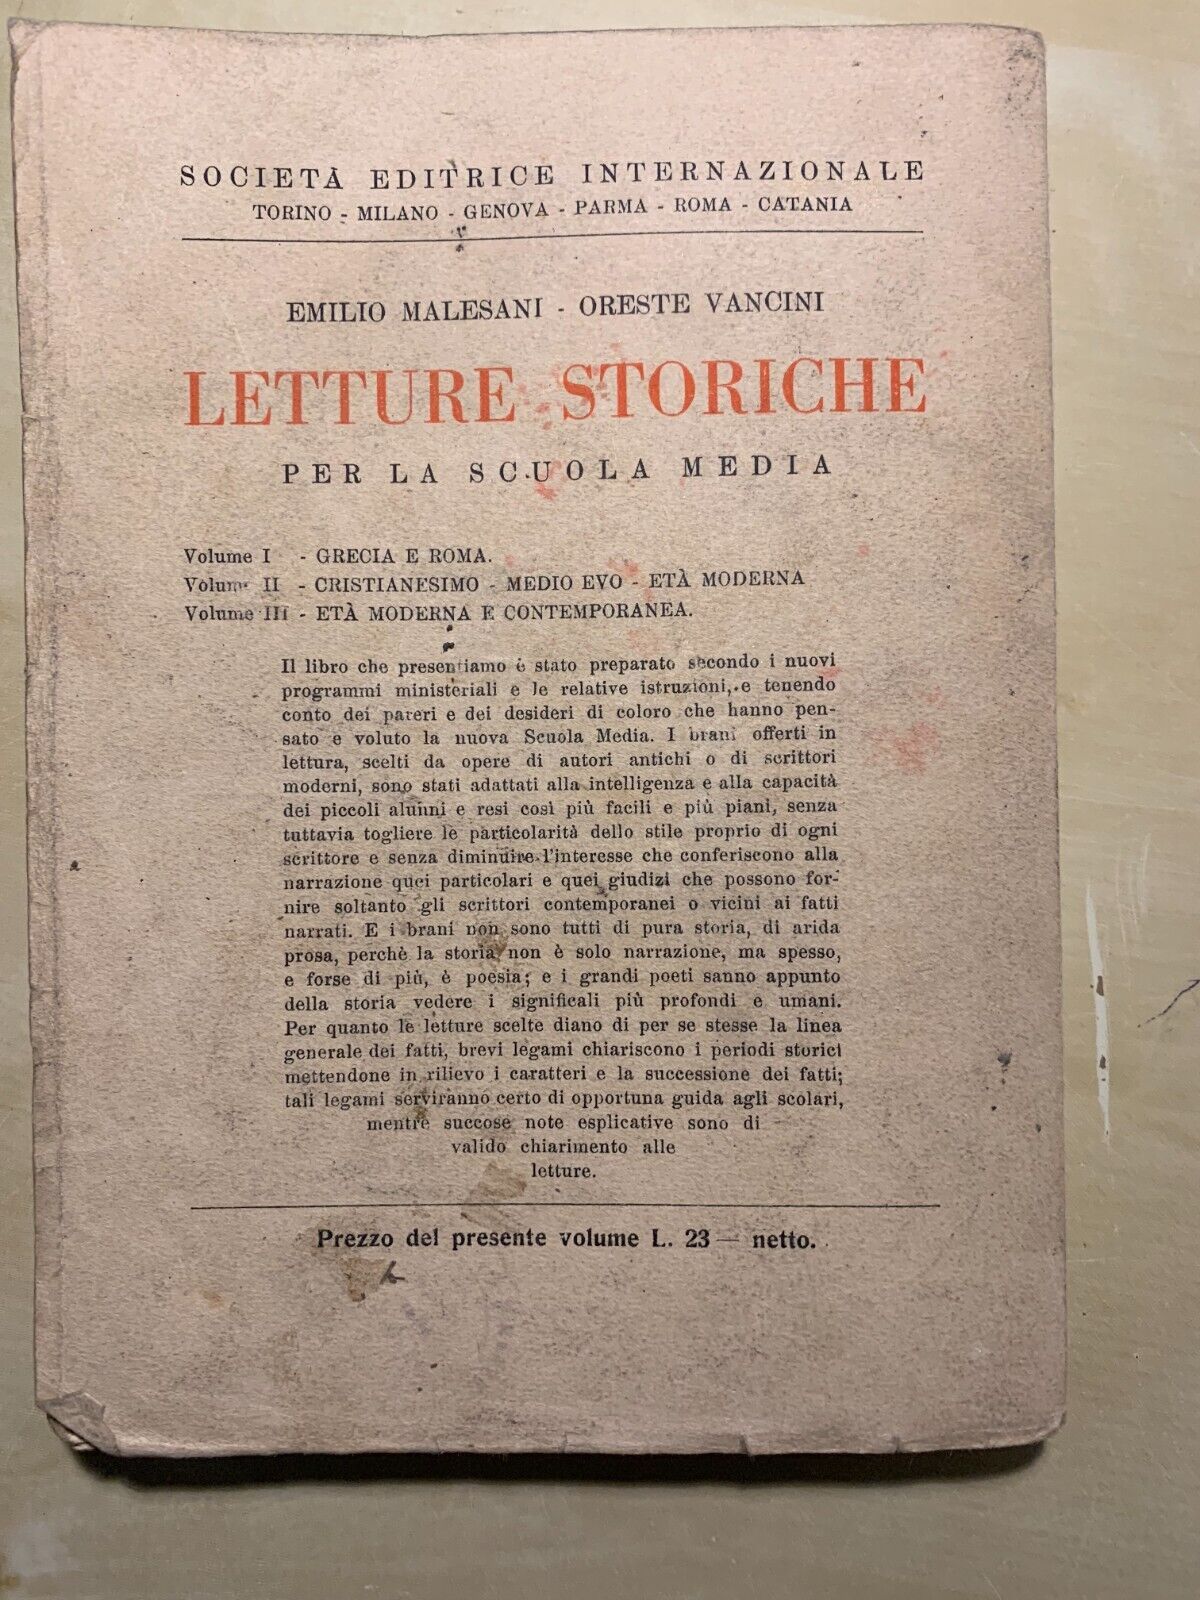 SOCIETÀ EDITRICE INTERNAZIONALE
TORINO - MILANO - GENOVA - PARMA - ROMA - CATANIA
EMILIO MALESANI - ORESTE VANCINI
LETTURE STORICHE
PER LA SCUOLA MEDIA
Volume I - GRECIA E ROMA.
Volume II - CRISTIANESIMO - MEDIO EVO - ETÀ MODERNA
Volume III - ETÀ MODERNA E CONTEMPORANEA.
Il libro che presentiamo è stato preparato secondo i nuovi
programmi ministeriali e le relative istruzioni, e tenendo
conto dei pareri e dei desideri di coloro che hanno pen-
sato e voluto la nuova Scuola Media. I brani offerti in
lettura, scelti da opere di autori antichi o di scrittori
moderni, sono stati adattati alla intelligenza e alla capacità
dei piccoli alunni e resi così più facili e più piani, senza
tuttavia togliere le particolarità dello stile proprio di ogni
scrittore e senza diminuire l'interesse che conferiscono alla
narrazione quei particolari e quei giudizi che possono for-
nire soltanto gli scrittori contemporanei o vicini ai fatti
narrati. E i brani non sono tutti di pura storia, di arida
prosa, perchè la storia non è solo narrazione, ma spesso,
e forse di più, è poesia; e i grandi poeti sanno appunto
della storia vedere i significali più profondi e umani.
Per quanto le letture scelte diano di per se stesse la linea
generale dei fatti, brevi legami chiariscono i periodi storici
mettendone in rilievo i caratteri e la successione dei fatti;
tali legami serviranno certo di opportuna guida agli scolari,
mentre succose note esplicative sono di
valido chiarimento alle
letture.
Prezzo del presente volume L. 23 — netto.